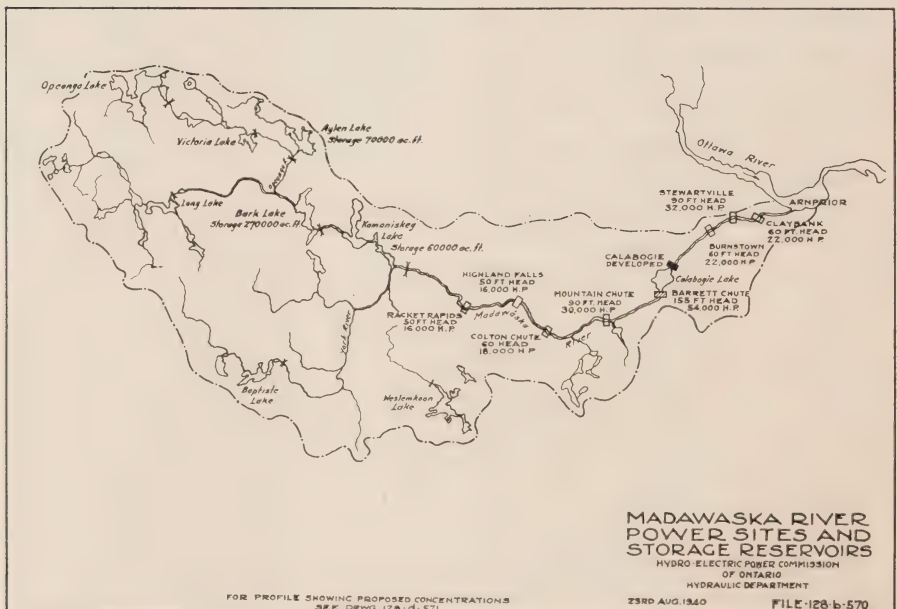 Opeongo Lake
Aylen Lake
Storage 70000 ac.ft.
Victoria Lake
Opeongo R.
Ottawa River
Long Lake
Bark Lake
Storage 270000 ac.ft.
Kamoniskeg
Lake
Storage 60000 ac.ft.
STEWARTVILLE
90 FT HEAD
32,000 H.P.
ARNPRIOR
CLAYBANK
60 FT. HEAD
22,000 H.P.
BURNSTOWN
60 FT HEAD
22,000 H.P.
CALABOGIE
DEVELOPED
Calabogie Lake
BARRETT CHUTE
155 FT HEAD
54,000 H.P.
HIGHLAND FALLS
50 FT HEAD
16,000 H.P.
MOUNTAIN CHUTE
90 FT. HEAD
30,000 H.P.
RACKET RAPIDS
50 FT HEAD
16,000 H.P.
Madawaska
River
COLTON CHUTE
60 HEAD
18,000 H.P.
York River
Baptiste
Lake
Weslemkoon
Lake
MADAWASKA RIVER
POWER SITES AND
STORAGE RESERVOIRS
HYDRO-ELECTRIC POWER COMMISSION
OF ONTARIO
HYDRAULIC DEPARTMENT
23RD AUG. 1940 FILE-128-b-570
FOR PROFILE SHOWING PROPOSED CONCENTRATIONS
SEE DRWG. 128-d-571